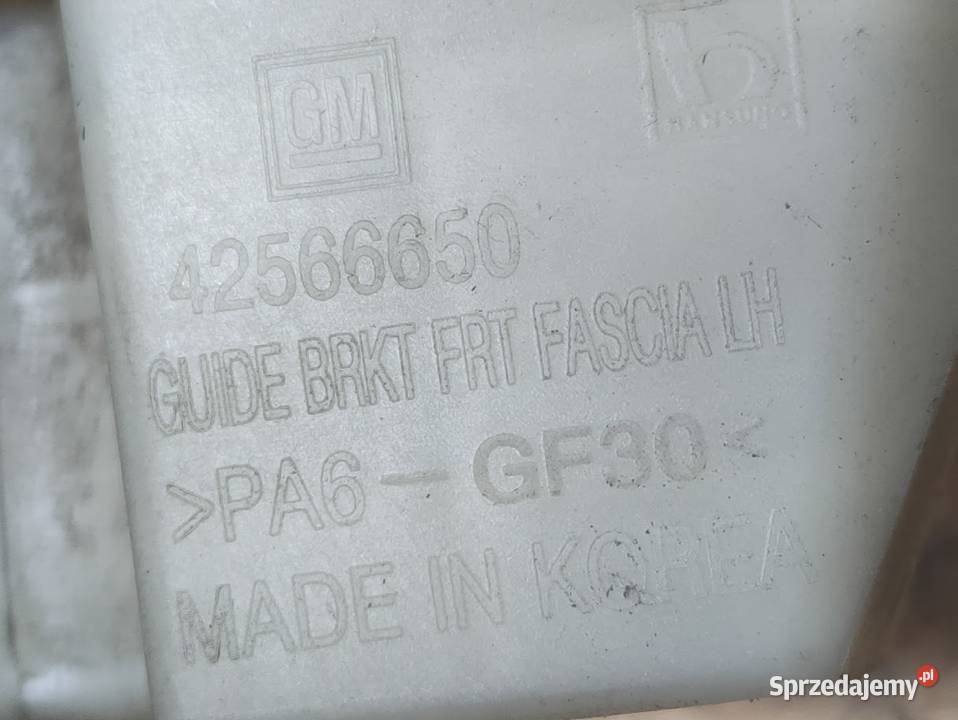 GM
42566650
GUIDE BRKT FRT FASCIA LH
>PA6-GF30<
MADE IN KOREA
Sprzedajemy.pl